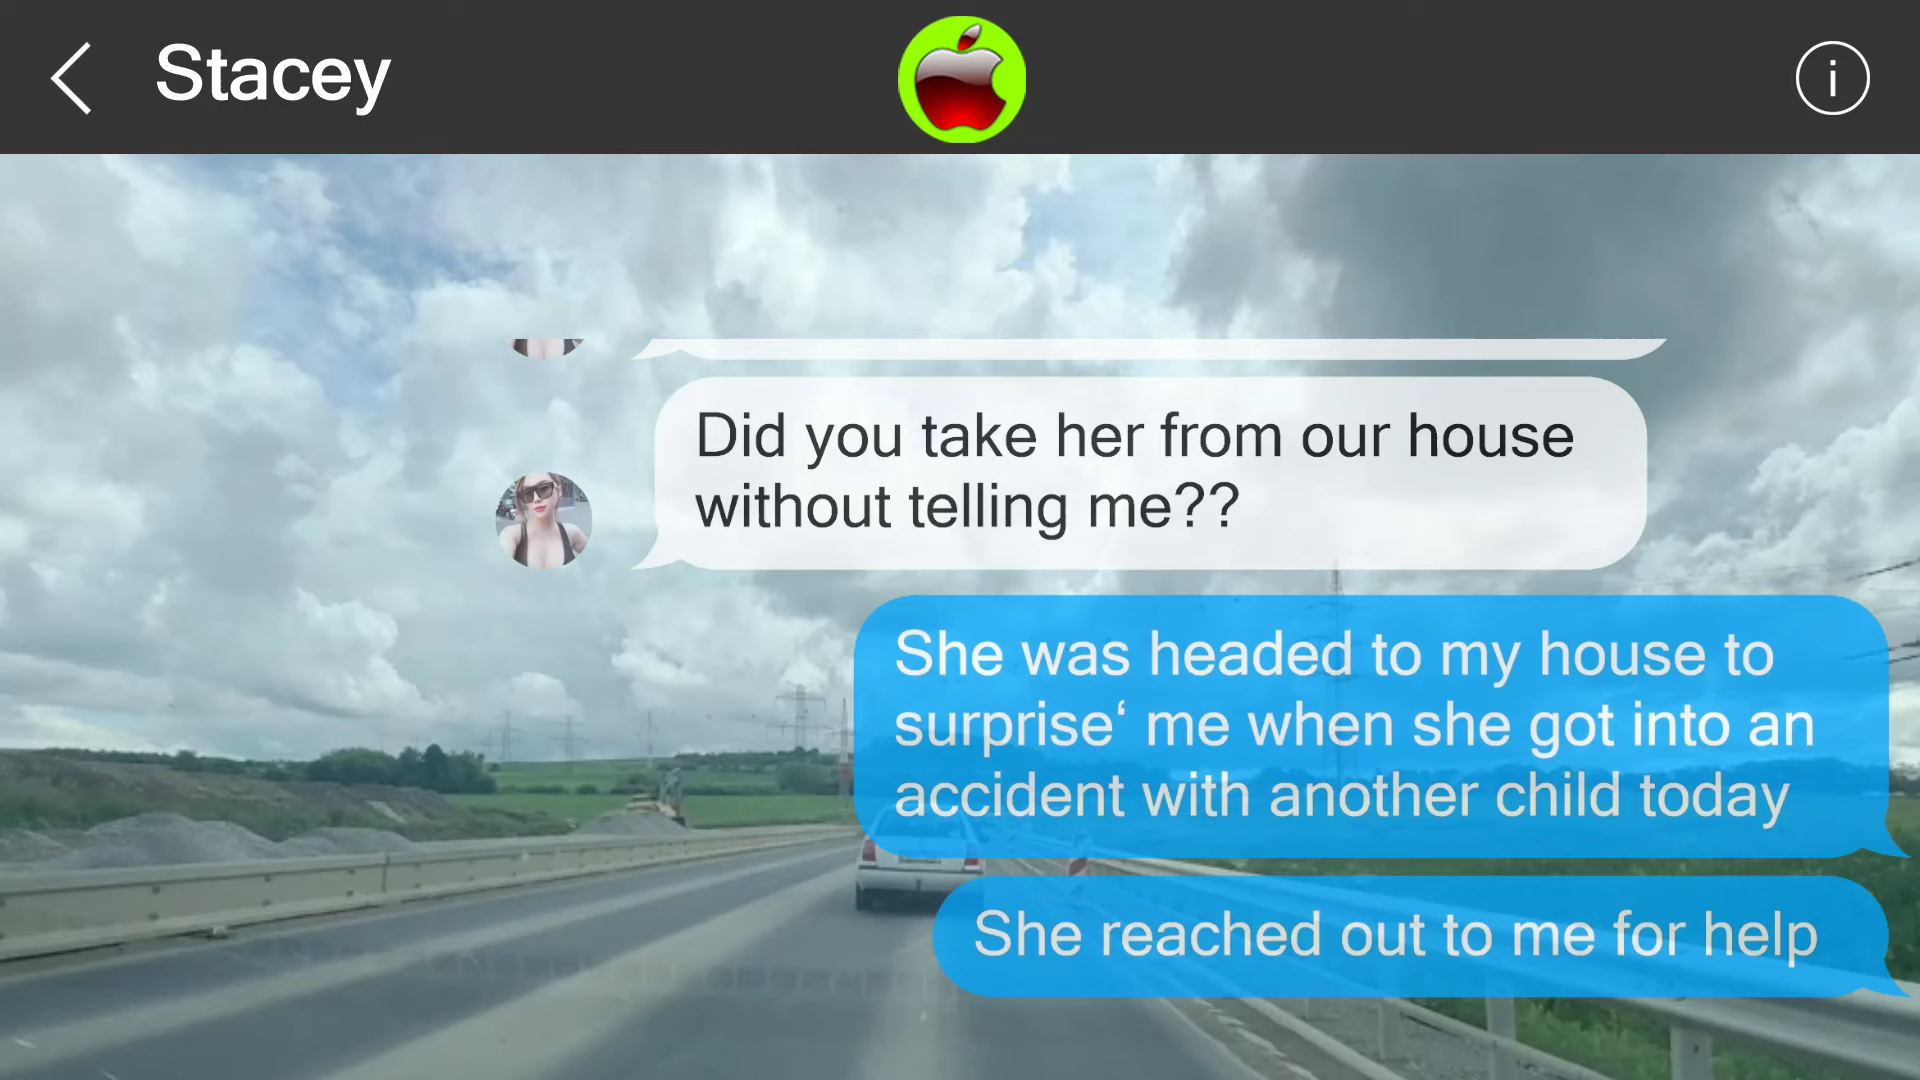 Stacey
Did you take her from our house
without telling me??
She was headed to my house to
surprise‘ me when she got into an
accident with another child today
She reached out to me for help